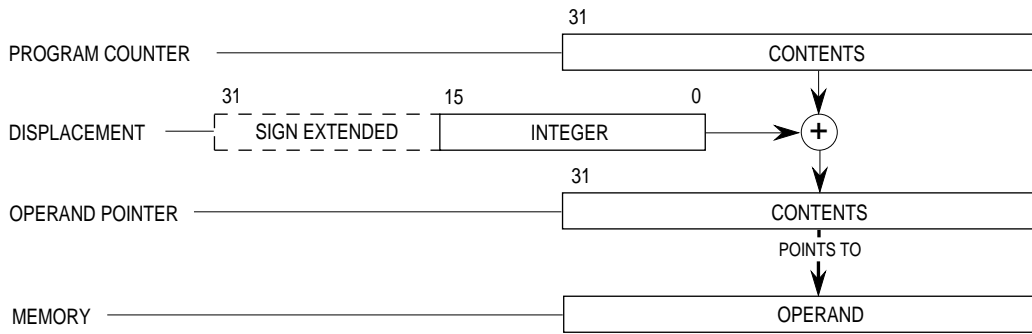 31
PROGRAM COUNTER CONTENTS
31 15 0
DISPLACEMENT SIGN EXTENDED INTEGER +
31
OPERAND POINTER CONTENTS
POINTS TO
MEMORY OPERAND